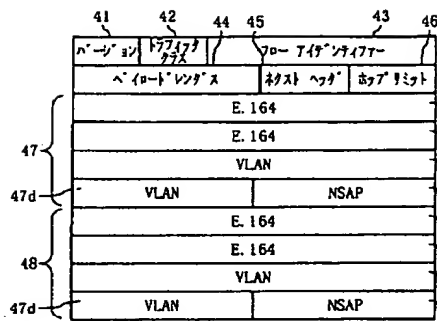 41 42 44 45 43 46
バージョン トラフィック クラス フロー アイデンティファー
ペイロードレングス ネクスト ヘッダ ホップ リミット
E. 164
47 E. 164
VLAN
47d VLAN NSAP
E. 164
48 E. 164
VLAN
47d VLAN NSAP